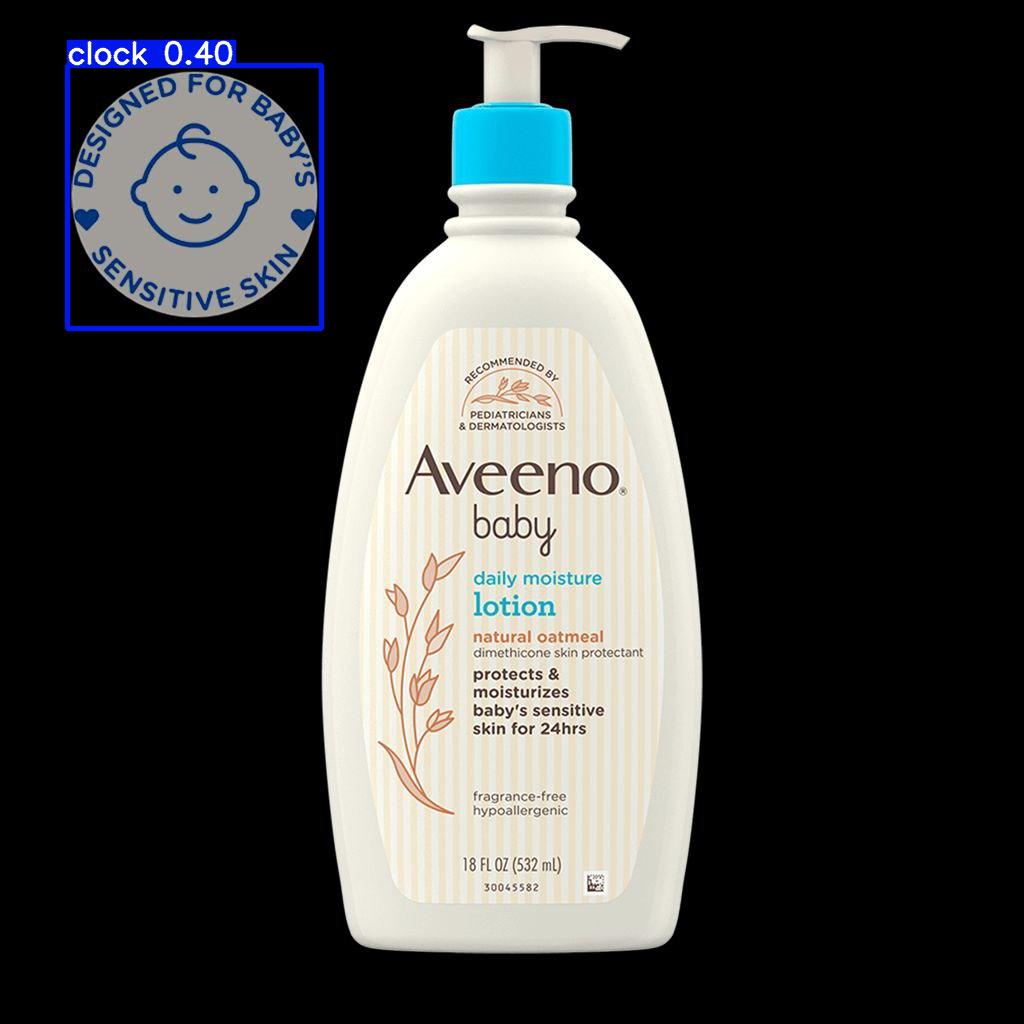 clock 0.40
DESIGNED FOR BABY'S
SENSITIVE SKIN
RECOMMENDED BY
PEDIATRICIANS
& DERMATOLOGISTS
Aveeno®
baby
daily moisture
lotion
natural oatmeal
dimethicone skin protectant
protects &
moisturizes
baby's sensitive
skin for 24hrs
fragrance-free
hypoallergenic
18 FL OZ (532 mL)
30045582